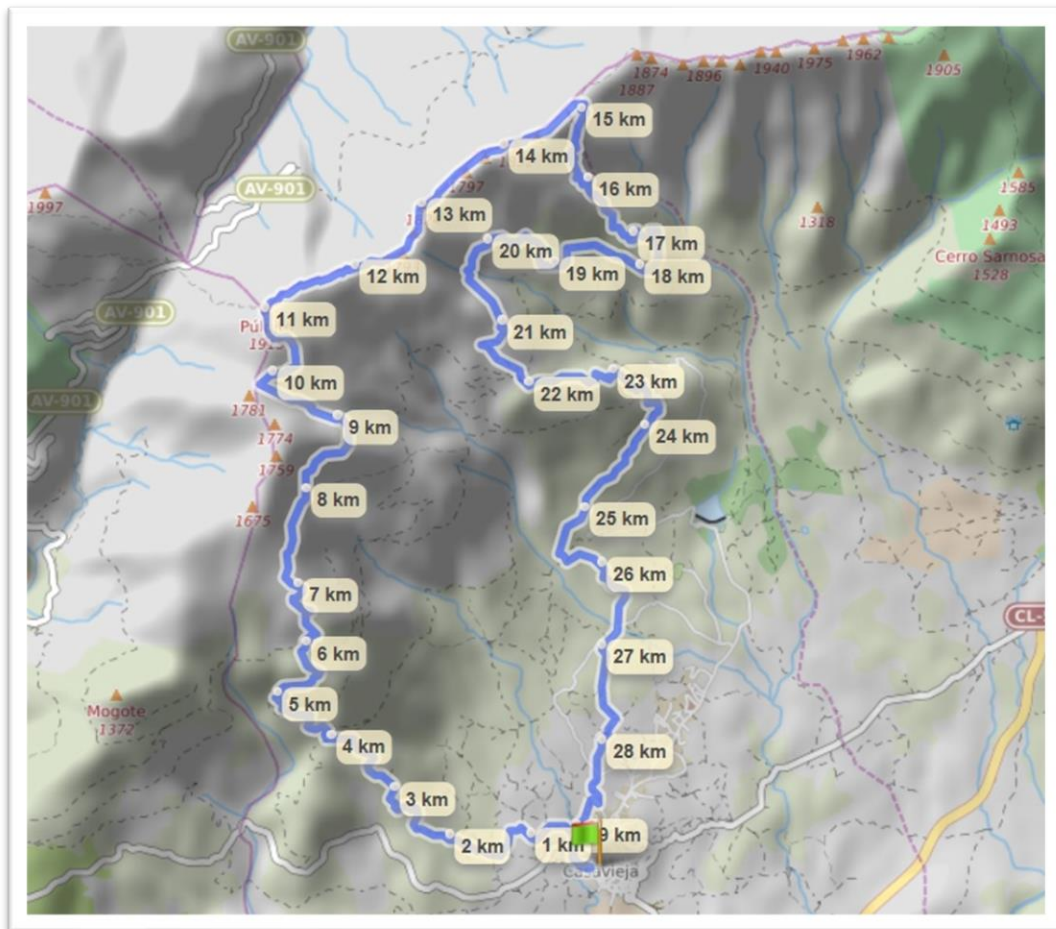 AV-901
1874
1887
1896
1940
1975
1962
1905
15 km
14 km
1797
16 km
AV-901
1997
1585
1493
1318
13 km
17 km
20 km
Cerro Samosa
1528
12 km
19 km
18 km
AV-901
11 km
21 km
10 km
23 km
1781
22 km
AV-901
9 km
24 km
1774
1759
8 km
1675
25 km
26 km
7 km
CL-
6 km
27 km
5 km
Mogote
1372
4 km
28 km
3 km
2 km
1 km
9 km